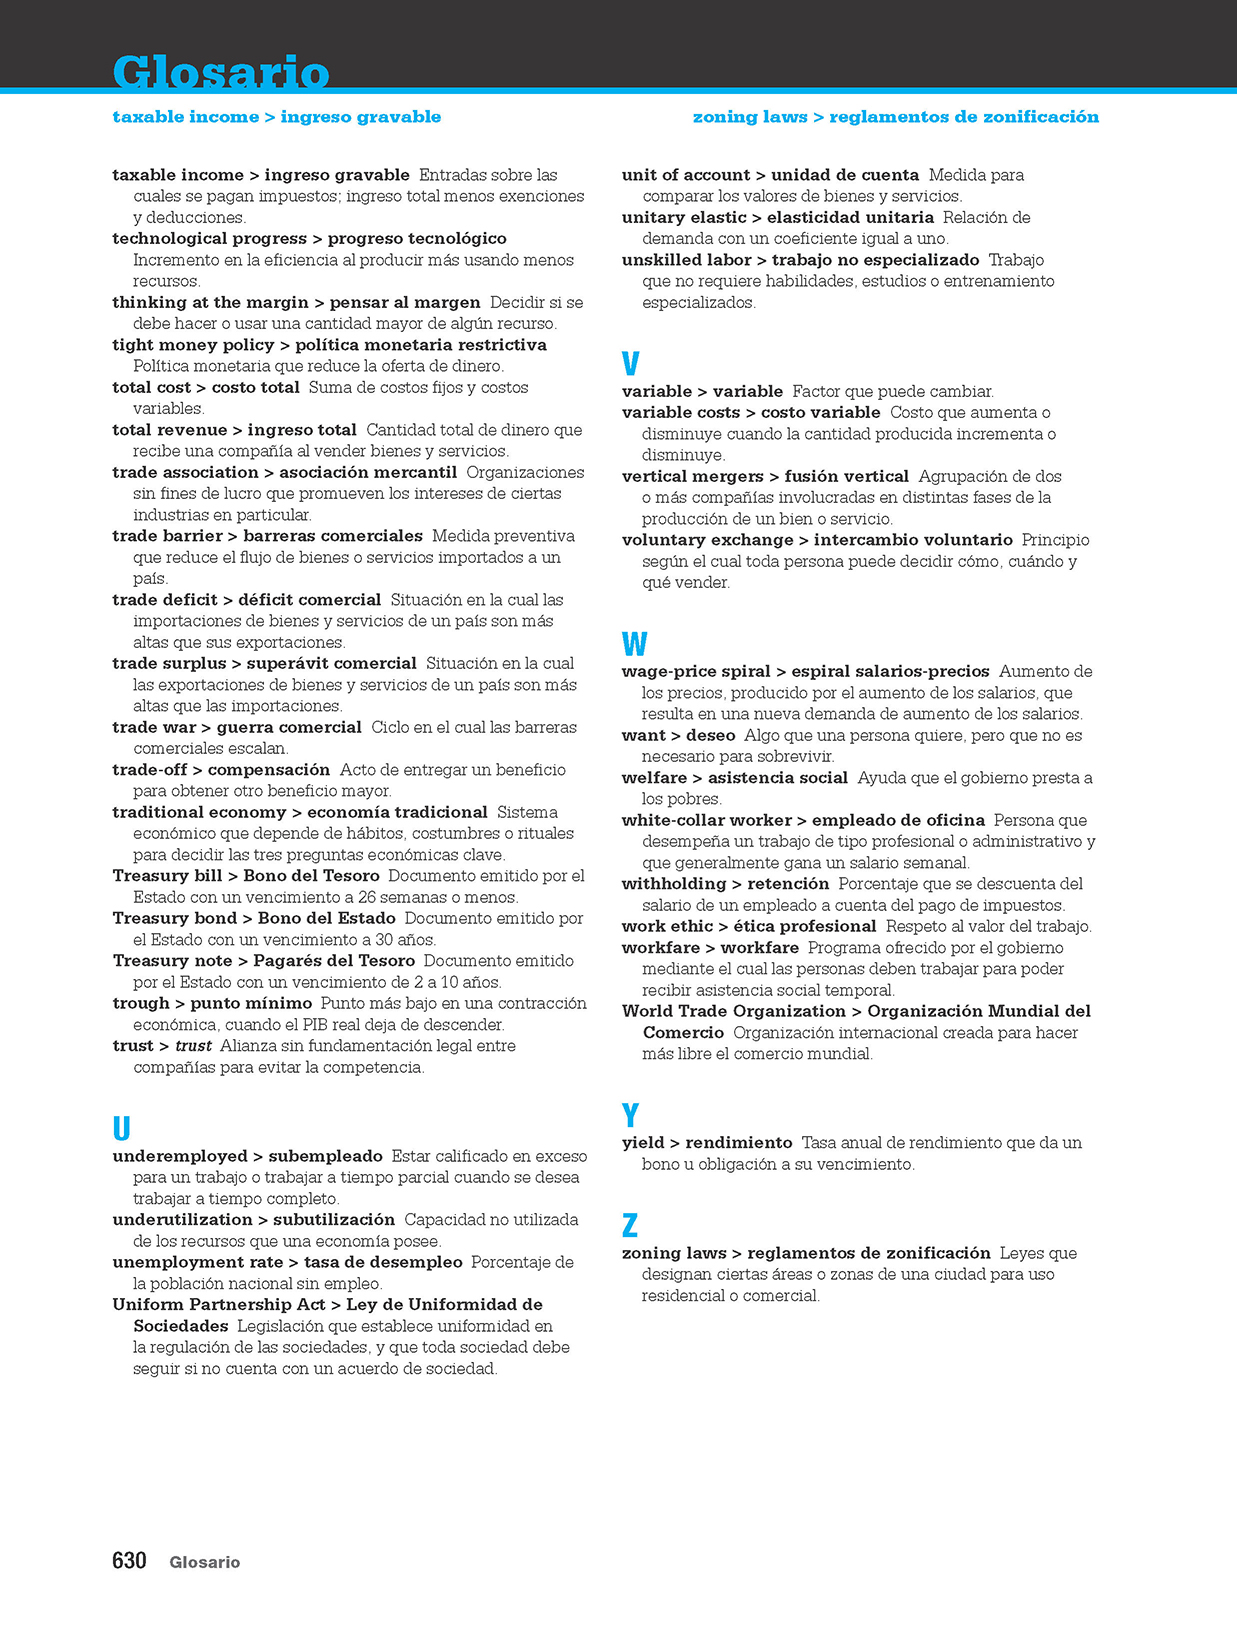 Glosario
taxable income > ingreso gravable
zoning laws > reglamentos de zonificación
taxable income > ingreso gravable Entradas sobre las
cuales se pagan impuestos; ingreso total menos exenciones
y deducciones.
technological progress > progreso tecnológico
Incremento en la eficiencia al producir más usando menos
recursos.
thinking at the margin > pensar al margen Decidir si se
debe hacer o usar una cantidad mayor de algún recurso.
tight money policy > política monetaria restrictiva
Política monetaria que reduce la oferta de dinero.
total cost > costo total Suma de costos fijos y costos
variables.
total revenue > ingreso total Cantidad total de dinero que
recibe una compañía al vender bienes y servicios.
trade association > asociación mercantil Organizaciones
sin fines de lucro que promueven los intereses de ciertas
industrias en particular.
trade barrier > barreras comerciales Medida preventiva
que reduce el flujo de bienes o servicios importados a un
país.
trade deficit > déficit comercial Situación en la cual las
importaciones de bienes y servicios de un país son más
altas que sus exportaciones.
trade surplus > superávit comercial Situación en la cual
las exportaciones de bienes y servicios de un país son más
altas que las importaciones.
trade war > guerra comercial Ciclo en el cual las barreras
comerciales escalan.
trade-off > compensación Acto de entregar un beneficio
para obtener otro beneficio mayor.
traditional economy > economía tradicional Sistema
económico que depende de hábitos, costumbres o rituales
para decidir las tres preguntas económicas clave.
Treasury bill > Bono del Tesoro Documento emitido por el
Estado con un vencimiento a 26 semanas o menos.
Treasury bond > Bono del Estado Documento emitido por
el Estado con un vencimiento a 30 años.
Treasury note > Pagarés del Tesoro Documento emitido
por el Estado con un vencimiento de 2 a 10 años.
trough > punto mínimo Punto más bajo en una contracción
económica, cuando el PIB real deja de descender.
trust > trust Alianza sin fundamentación legal entre
compañías para evitar la competencia.
U
underemployed > subempleado Estar calificado en exceso
para un trabajo o trabajar a tiempo parcial cuando se desea
trabajar a tiempo completo.
underutilization > subutilización Capacidad no utilizada
de los recursos que una economía posee.
unemployment rate > tasa de desempleo Porcentaje de
la población nacional sin empleo.
Uniform Partnership Act > Ley de Uniformidad de
Sociedades Legislación que establece uniformidad en
la regulación de las sociedades, y que toda sociedad debe
seguir si no cuenta con un acuerdo de sociedad.
unit of account > unidad de cuenta Medida para
comparar los valores de bienes y servicios.
unitary elastic > elasticidad unitaria Relación de
demanda con un coeficiente igual a uno.
unskilled labor > trabajo no especializado Trabajo
que no requiere habilidades, estudios o entrenamiento
especializados.
V
variable > variable Factor que puede cambiar.
variable costs > costo variable Costo que aumenta o
disminuye cuando la cantidad producida incrementa o
disminuye.
vertical mergers > fusión vertical Agrupación de dos
o más compañías involucradas en distintas fases de la
producción de un bien o servicio.
voluntary exchange > intercambio voluntario Principio
según el cual toda persona puede decidir cómo, cuándo y
qué vender.
W
wage-price spiral > espiral salarios-precios Aumento de
los precios, producido por el aumento de los salarios, que
resulta en una nueva demanda de aumento de los salarios.
want > deseo Algo que una persona quiere, pero que no es
necesario para sobrevivir.
welfare > asistencia social Ayuda que el gobierno presta a
los pobres.
white-collar worker > empleado de oficina Persona que
desempeña un trabajo de tipo profesional o administrativo y
que generalmente gana un salario semanal.
withholding > retención Porcentaje que se descuenta del
salario de un empleado a cuenta del pago de impuestos.
work ethic > ética profesional Respeto al valor del trabajo.
workfare > workfare Programa ofrecido por el gobierno
mediante el cual las personas deben trabajar para poder
recibir asistencia social temporal.
World Trade Organization > Organización Mundial del
Comercio Organización internacional creada para hacer
más libre el comercio mundial.
Y
yield > rendimiento Tasa anual de rendimiento que da un
bono u obligación a su vencimiento.
Z
zoning laws > reglamentos de zonificación Leyes que
designan ciertas áreas o zonas de una ciudad para uso
residencial o comercial.
630 Glosario